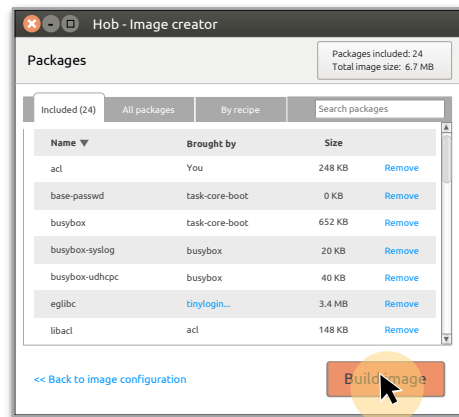 Hob - Image creator
Packages
Packages included: 24
Total image size: 6.7 MB
Included (24) All packages By recipe Search packages
Name Brought by Size
acl You 248 KB Remove
base-passwd task-core-boot 0 KB Remove
busybox task-core-boot 652 KB Remove
busybox-syslog busybox 20 KB Remove
busybox-udhcpc busybox 40 KB Remove
eglibc tinylogin... 3.4 MB Remove
libacl acl 148 KB Remove
<< Back to image configuration Build image